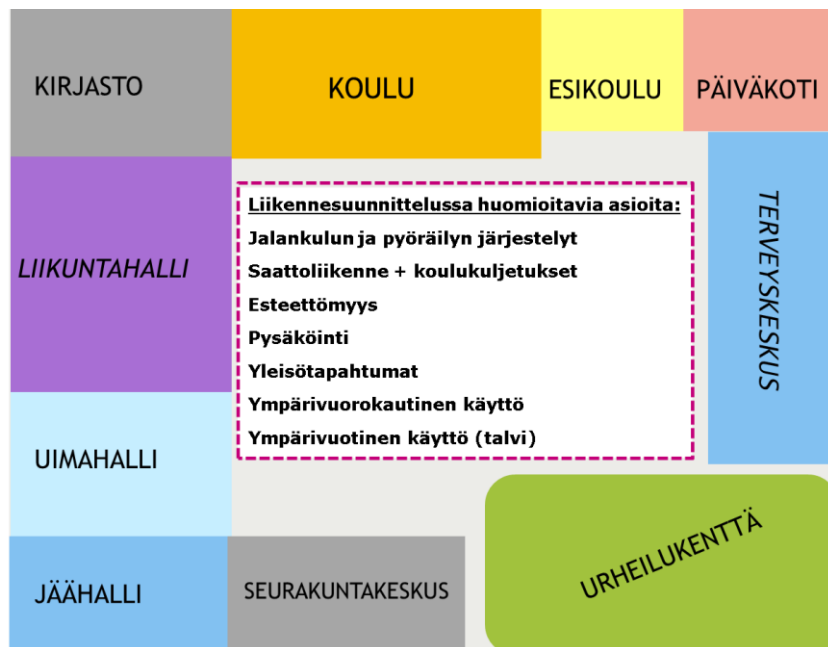 KIRJASTO
KOULU
ESIKOULU
PÄIVÄKOTI
LIIKUNTAHALLI
Liikennesuunnittelussa huomioitavia asioita:
Jalankulun ja pyöräilyn järjestelyt
Saattoliikenne + koulukuljetukset
Esteettömyys
Pysäköinti
Yleisötapahtumat
Ympärivuorokautinen käyttö
Ympärivuotinen käyttö (talvi)
TERVEYSKESKUS
UIMAHALLI
JÄÄHALLI
SEURAKUNTAKESKUS
URHEILUKENTTÄ